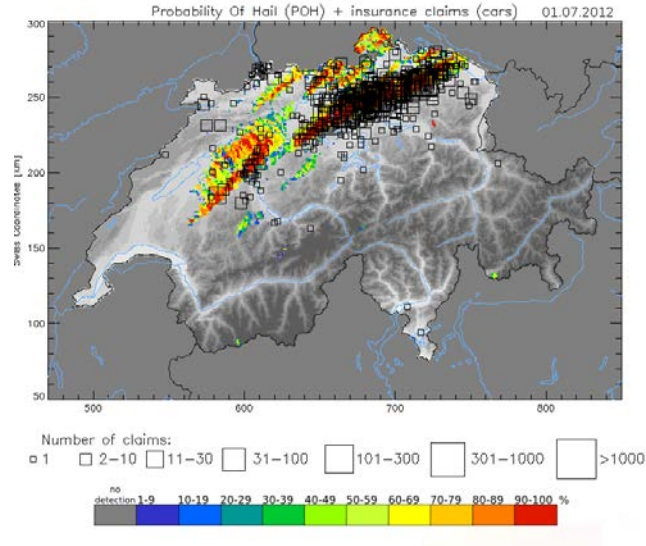 Probability Of Hail (POH) + insurance claims (cars) 01.07.2012
300
250
200
150
100
50
Swiss Coordinates [km]
500 600 700 800
Number of claims:
1 2-10 11-30 31-100 101-300 301-1000 >1000
no detection 1-9 10-19 20-29 30-39 40-49 50-59 60-69 70-79 80-89 90-100 %